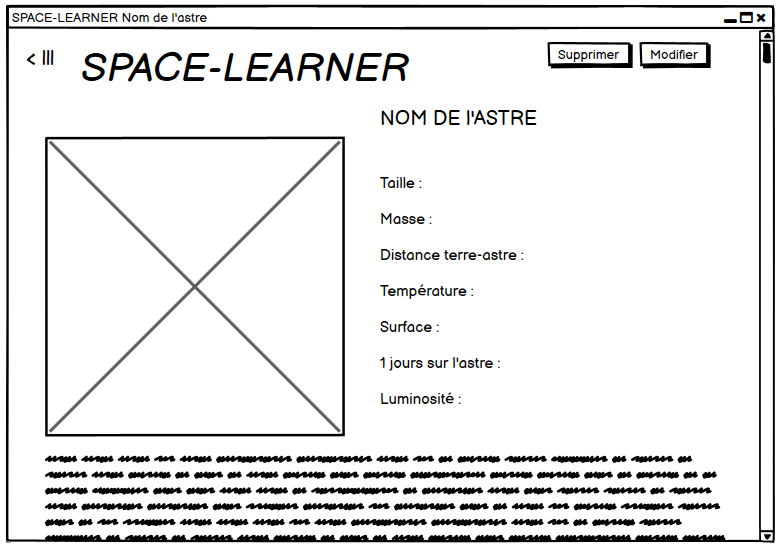 SPACE-LEARNER Nom de l'astre
< III
SPACE-LEARNER
Supprimer
Modifier
NOM DE l'ASTRE
Taille :
Masse :
Distance terre-astre :
Température :
Surface :
1 jours sur l'astre :
Luminosité :